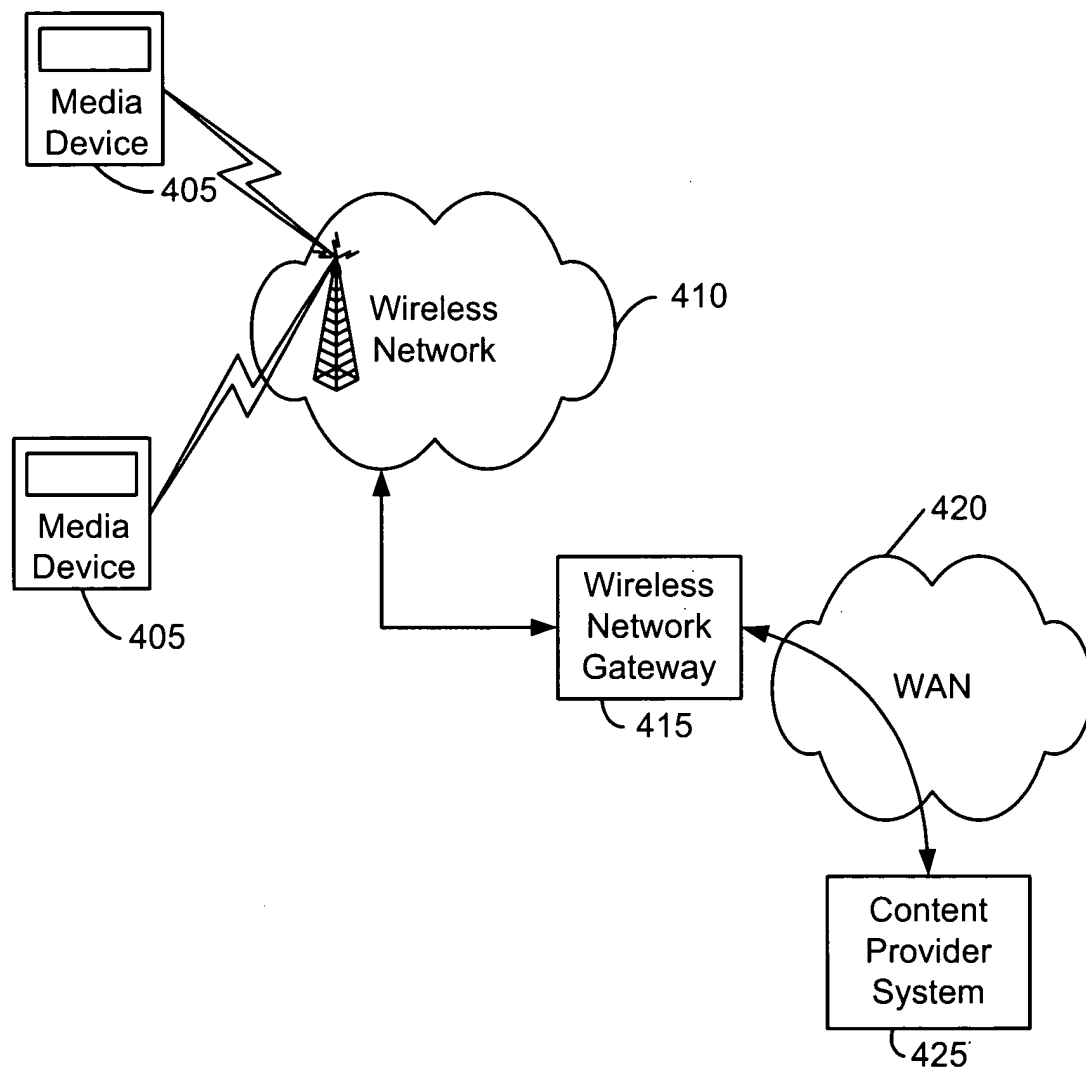 Media
Device
405
Wireless
Network
410
Media
Device
405
420
Wireless
Network
Gateway
415
WAN
Content
Provider
System
425